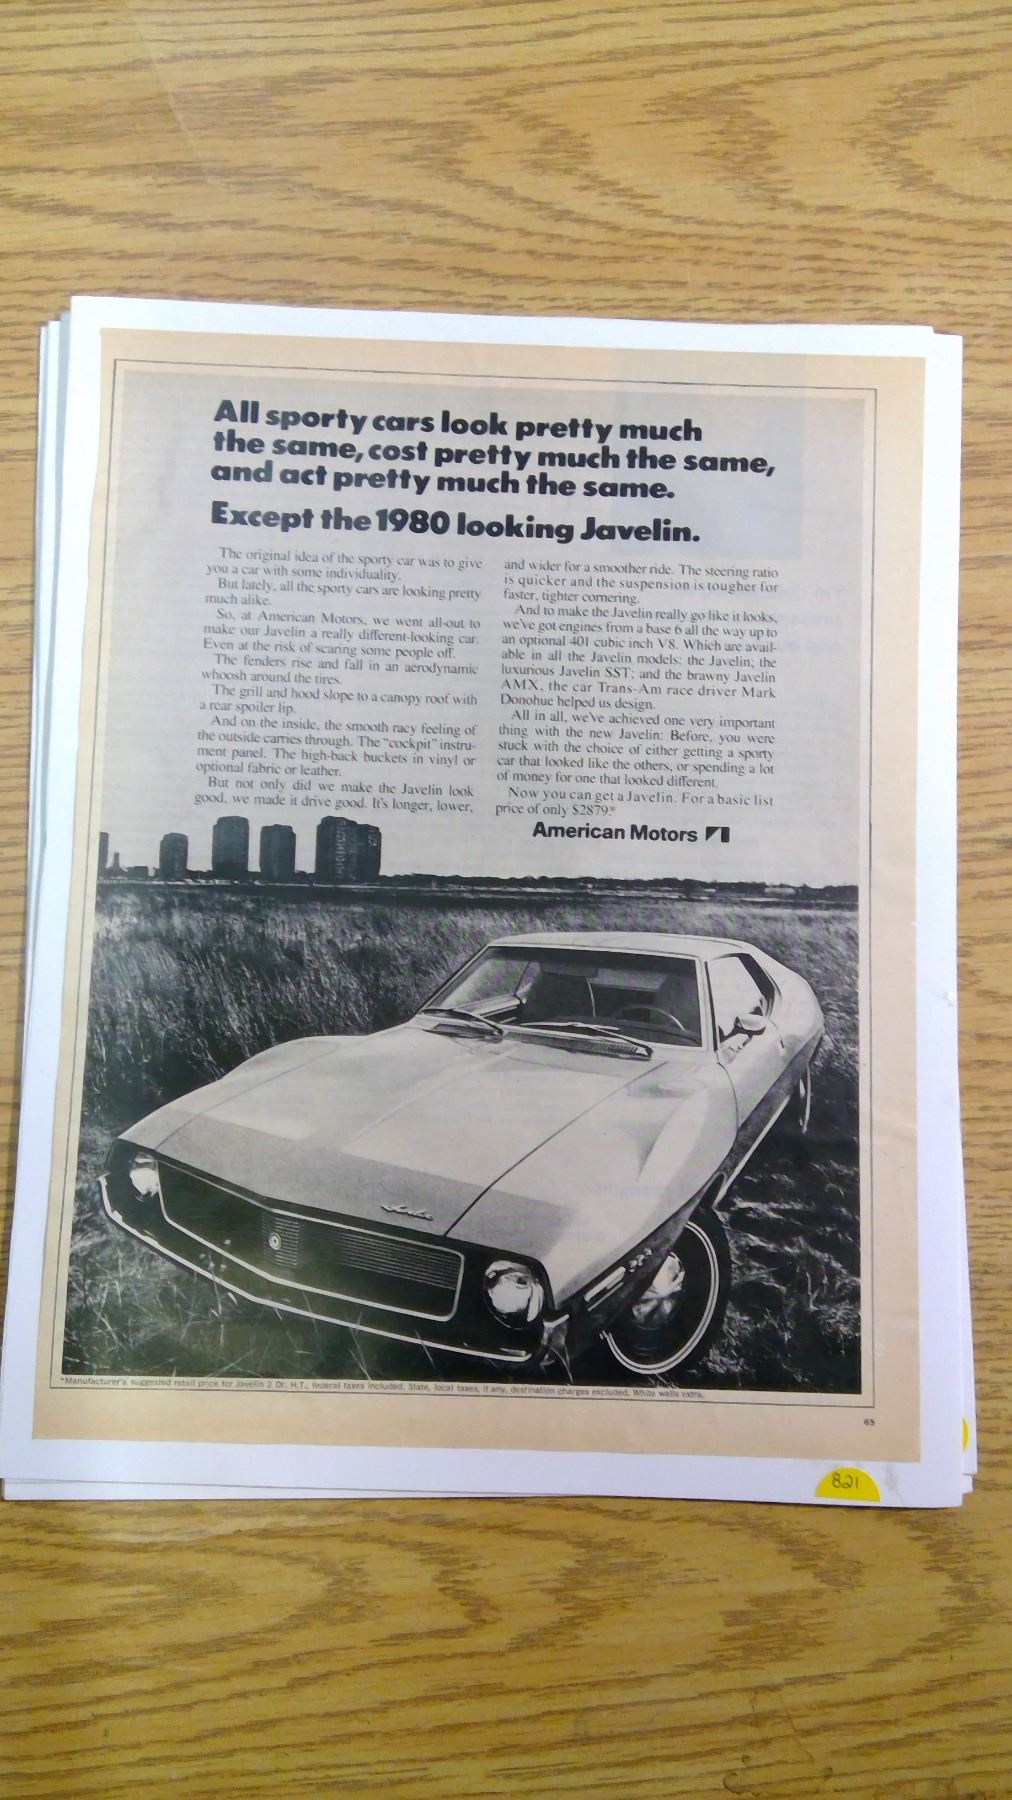 All sporty cars look pretty much
the same, cost pretty much the same,
and act pretty much the same.
Except the 1980 looking Javelin.
The original idea of the sporty car was to give
you a car with some individuality.
But lately, all the sporty cars are looking pretty
much alike.
So, at American Motors, we went all-out to
make our Javelin a really different-looking car.
Even at the risk of scaring some people off.
The fenders rise and fall in an aerodynamic
whoosh around the tires.
The grill and hood slope to a canopy roof with
a rear spoiler lip.
And on the inside, the smooth racy feeling of
the outside carries through. The "cockpit" instru-
ment panel. The high-back buckets in vinyl or
optional fabric or leather.
But not only did we make the Javelin look
good, we made it drive good. It's longer, lower,
and wider for a smoother ride. The steering ratio
is quicker and the suspension is tougher for
faster, tighter cornering.
And to make the Javelin really go like it looks,
we've got engines from a base 6 all the way up to
an optional 401 cubic inch V8. Which are avail-
able in all the Javelin models: the Javelin; the
luxurious Javelin SST; and the brawny Javelin
AMX, the car Trans-Am race driver Mark
Donohue helped us design.
All in all, we've achieved one very important
thing with the new Javelin: Before, you were
stuck with the choice of either getting a sporty
car that looked like the others, or spending a lot
of money for one that looked different.
Now you can get a Javelin. For a basic list
price of only $2879.*
American Motors
Javelin
*Manufacturer's suggested retail price for Javelin 2 Dr. H.T., federal taxes included. State, local taxes, if any, destination charges excluded. White walls extra.
65
821